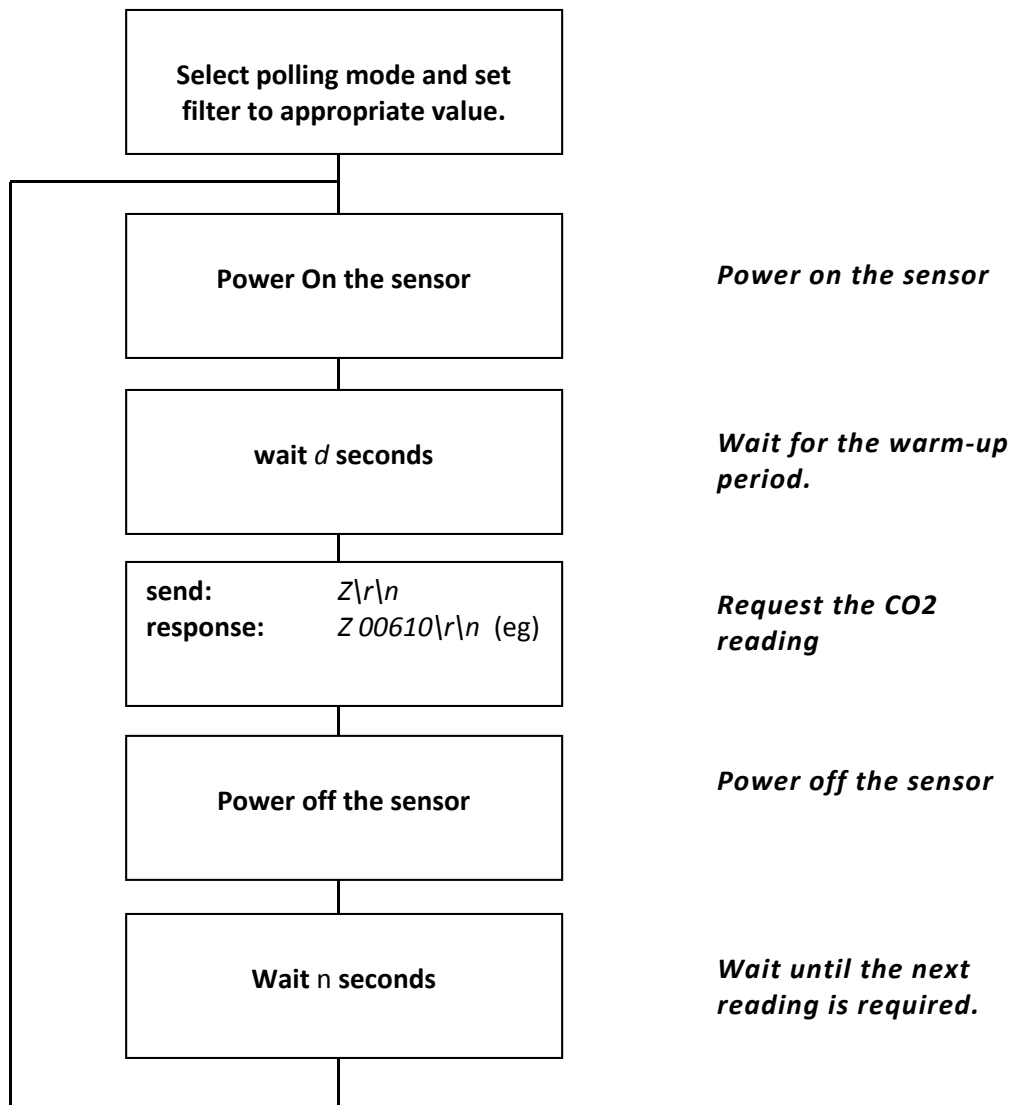 Select polling mode and set
filter to appropriate value.
Power On the sensor
Power on the sensor
wait d seconds
Wait for the warm-up
period.
send: Z\r\n
response: Z 00610\r\n (eg)
Request the CO2
reading
Power off the sensor
Power off the sensor
Wait n seconds
Wait until the next
reading is required.